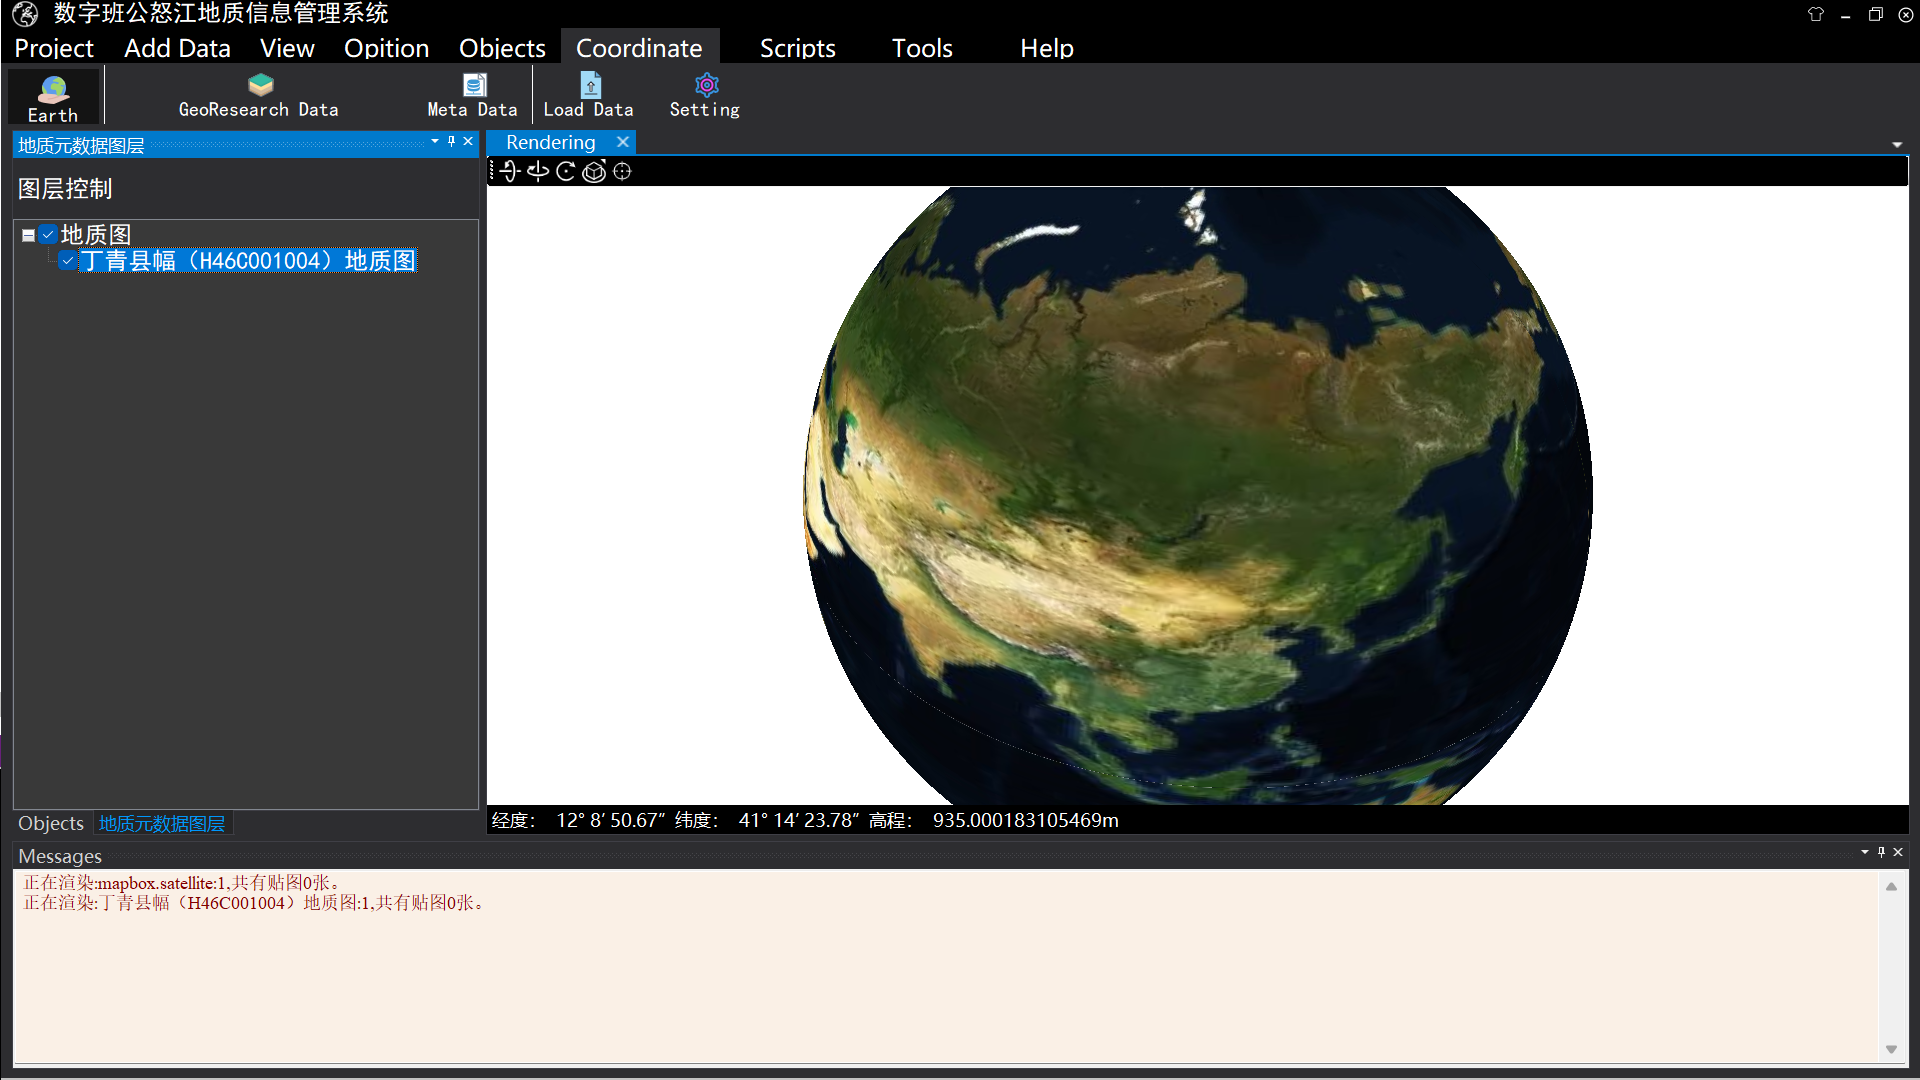 数字班公怒江地质信息管理系统
Project Add Data View Opition Objects Coordinate Scripts Tools Help
Earth GeoResearch Data Meta Data Load Data Setting
地质元数据图层
Rendering
图层控制
地质图
丁青县幅（H46C001004）地质图
Objects 地质元数据图层
经度： 12° 8′ 50.67″ 纬度： 41° 14′ 23.78″ 高程： 935.000183105469m
Messages
正在渲染:mapbox.satellite:1,共有贴图0张。
正在渲染:丁青县幅（H46C001004）地质图:1,共有贴图0张。